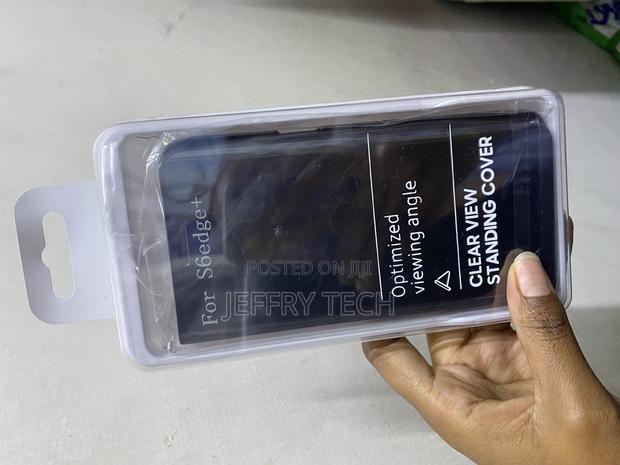 For S6edge+
Optimized
viewing angle
CLEAR VIEW
STANDING COVER
POSTED ON JIJI
JEFFRY TECH